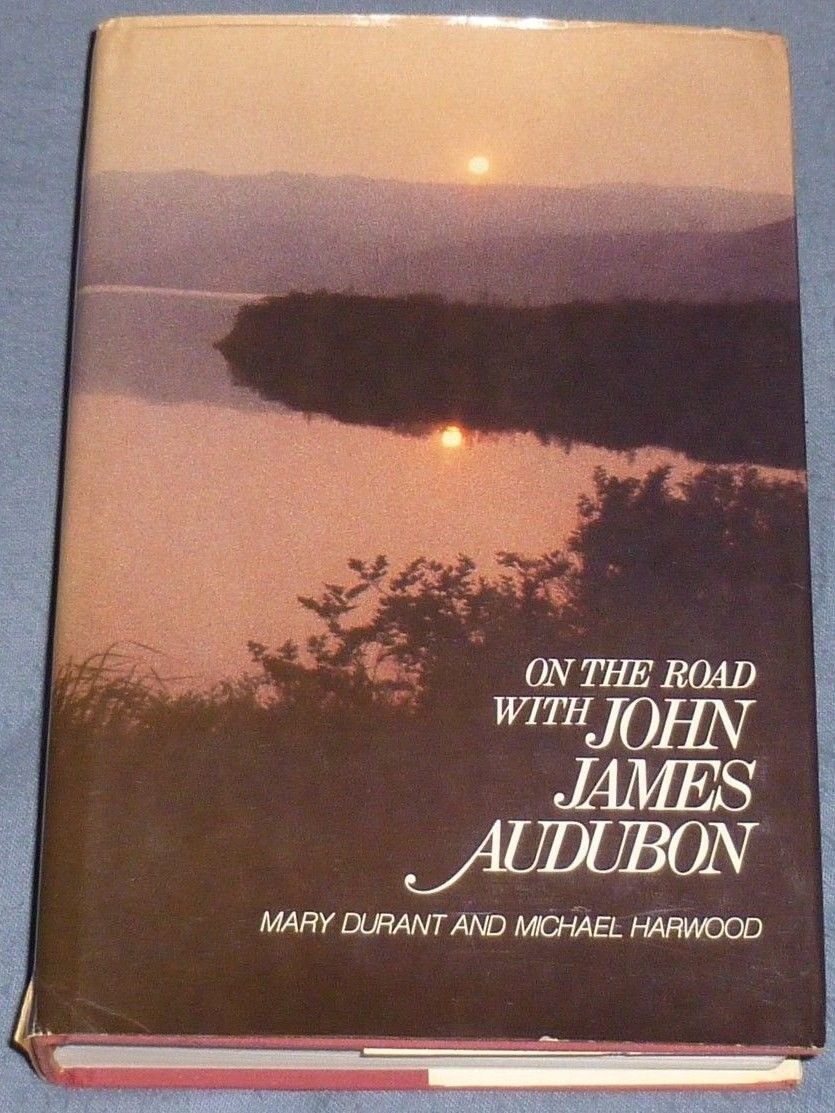 ON THE ROAD
WITH JOHN
JAMES
AUDUBON
MARY DURANT AND MICHAEL HARWOOD